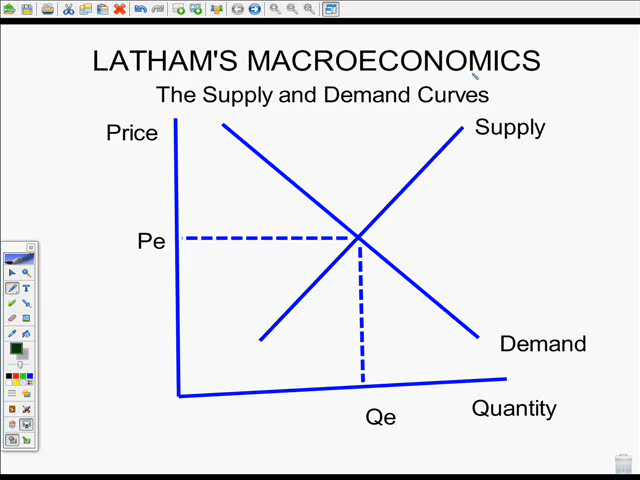 LATHAM'S MACROECONOMICS
The Supply and Demand Curves
Price
Supply
Pe
Demand
Quantity
Qe